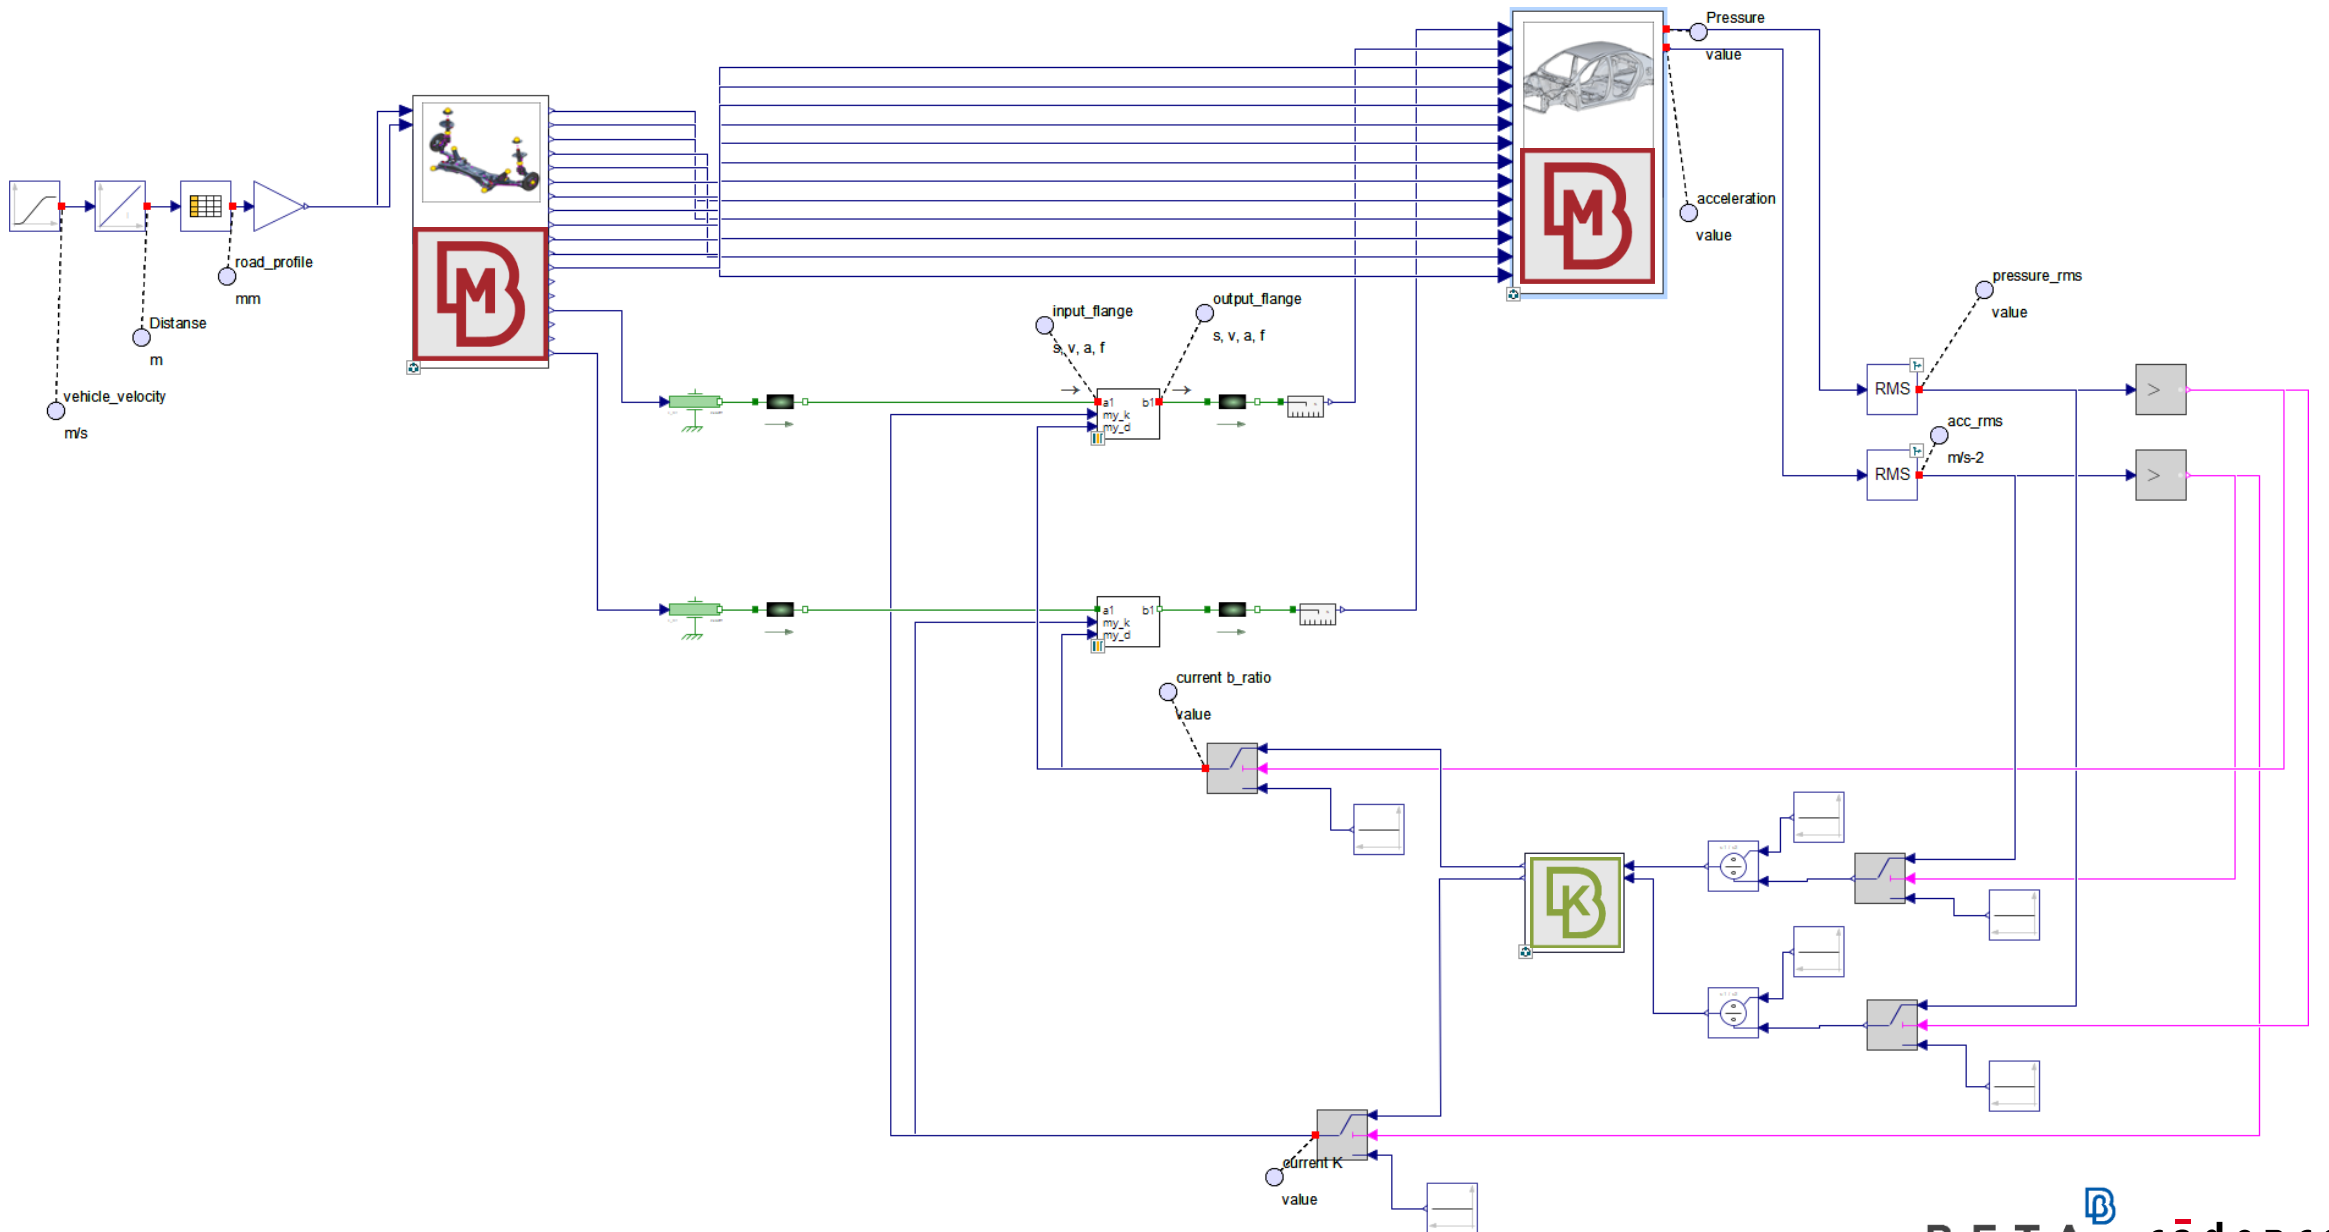 Pressure
value
acceleration
value
road_profile
mm
Distanse
m
vehicle_velocity
m/s
M
M
input_flange
s, v, a, f
output_flange
s, v, a, f
pressure_rms
value
a1 b1
my_k
my_d
RMS
>
acc_rms
m/s-2
RMS
>
a1 b1
my_k
my_d
current b_ratio
value
K
current K
value